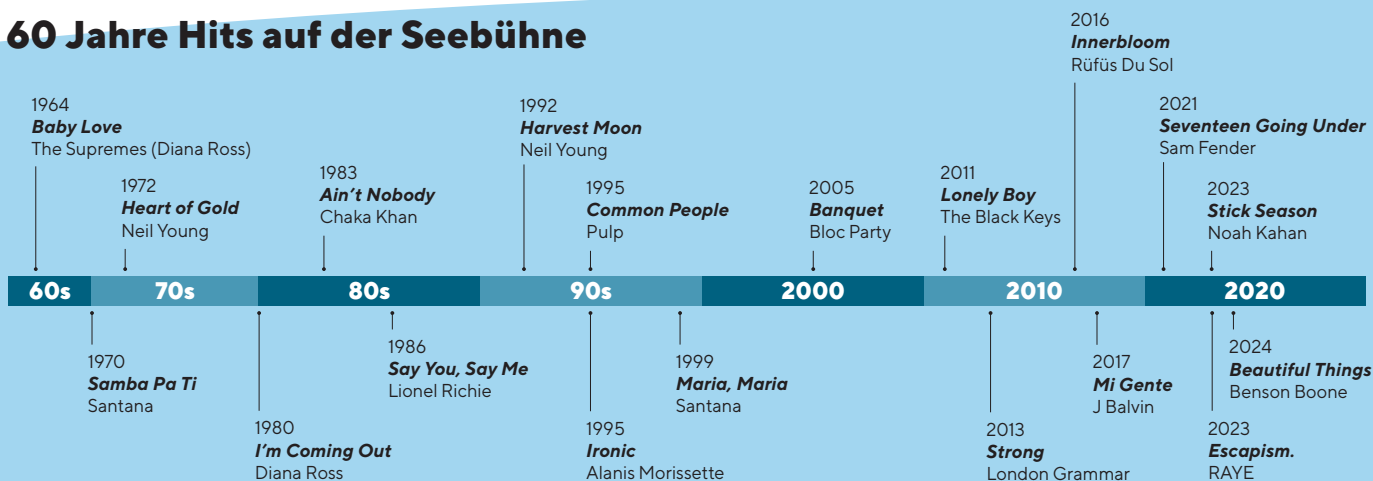 60 Jahre Hits auf der Seebühne
1964
Baby Love
The Supremes (Diana Ross)
1972
Heart of Gold
Neil Young
1983
Ain't Nobody
Chaka Khan
1992
Harvest Moon
Neil Young
1995
Common People
Pulp
2005
Banquet
Bloc Party
2011
Lonely Boy
The Black Keys
2016
Innerbloom
Rüfüs Du Sol
2021
Seventeen Going Under
Sam Fender
2023
Stick Season
Noah Kahan
60s
70s
80s
90s
2000
2010
2020
1970
Samba Pa Ti
Santana
1980
I'm Coming Out
Diana Ross
1986
Say You, Say Me
Lionel Richie
1995
Ironic
Alanis Morissette
1999
Maria, Maria
Santana
2013
Strong
London Grammar
2017
Mi Gente
J Balvin
2023
Escapism.
RAYE
2024
Beautiful Things
Benson Boone